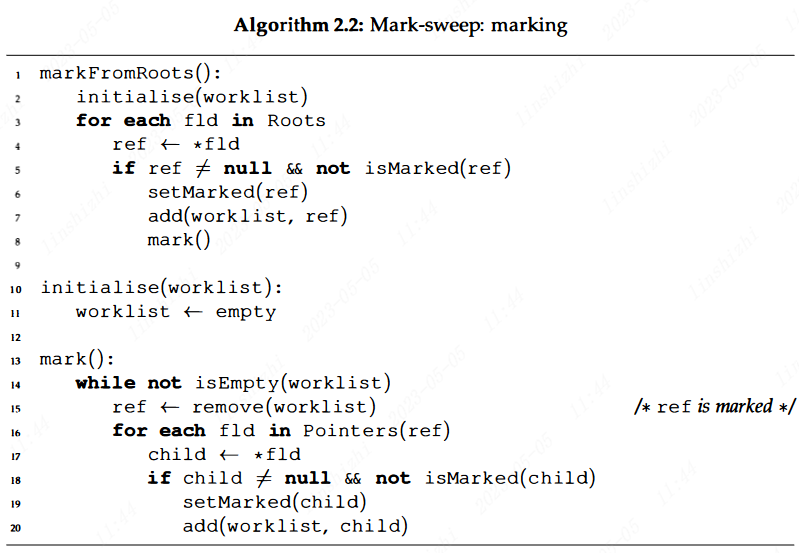 Algorithm 2.2: Mark-sweep: marking
1 markFromRoots():
2 initialise(worklist)
3 for each fld in Roots
4 ref ← *fld
5 if ref ≠ null && not isMarked(ref)
6 setMarked(ref)
7 add(worklist, ref)
8 mark()
9
10 initialise(worklist):
11 worklist ← empty
12
13 mark():
14 while not isEmpty(worklist)
15 ref ← remove(worklist) /* ref is marked */
16 for each fld in Pointers(ref)
17 child ← *fld
18 if child ≠ null && not isMarked(child)
19 setMarked(child)
20 add(worklist, child)